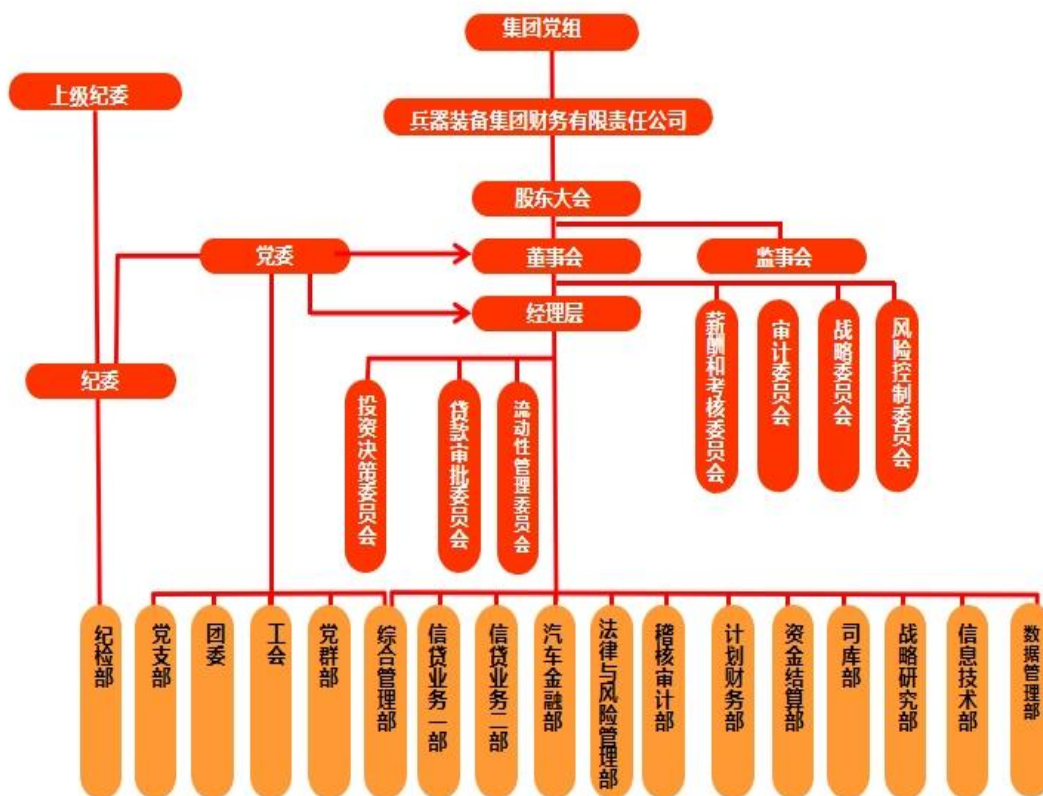 集团党组
上级纪委
兵器装备集团财务有限责任公司
股东大会
党委
董事会
监事会
经理层
纪委
薪酬和考核委员会
审计委员会
战略委员会
风险控制委员会
投资决策委员会
贷款审批委员会
流动性管理委员会
纪检部
党支部
团委
工会
党群部
综合管理部
信贷业务一部
信贷业务二部
汽车金融部
法律与风险管理部
稽核审计部
计划财务部
资金结算部
司库部
战略研究部
信息技术部
数据管理部